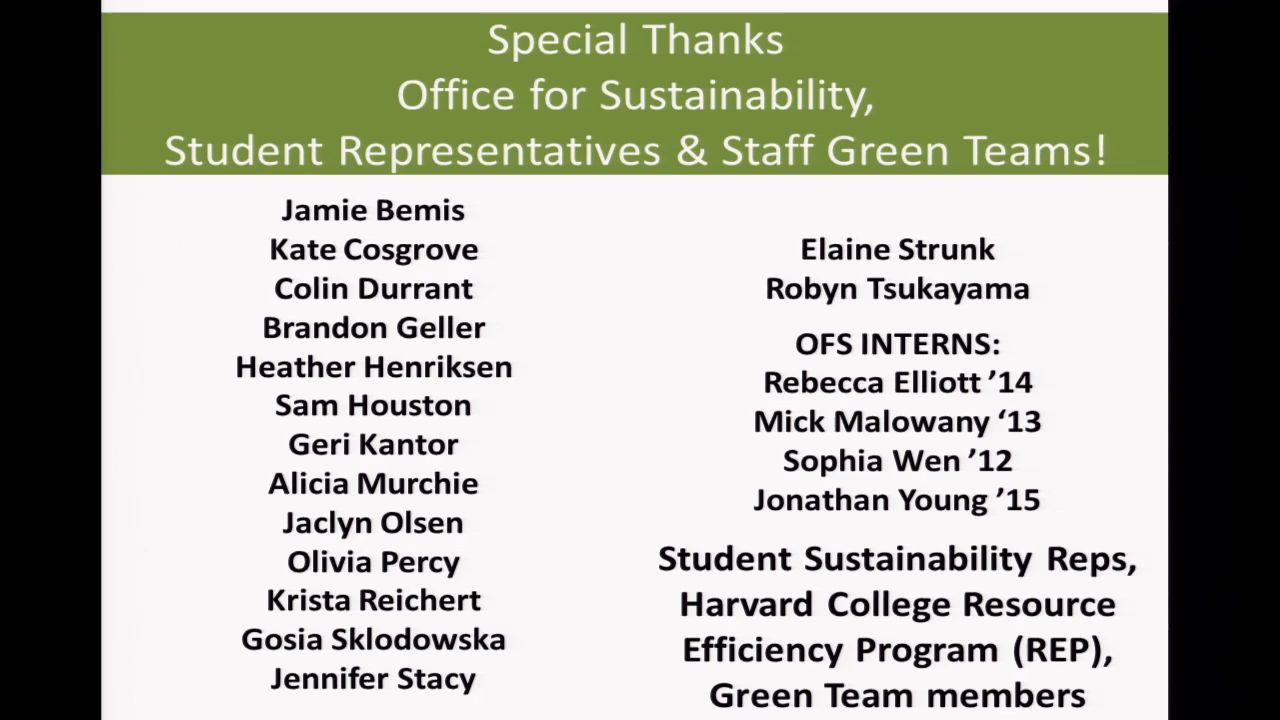 Special Thanks
Office for Sustainability,
Student Representatives & Staff Green Teams!
Jamie Bemis
Kate Cosgrove
Colin Durrant
Brandon Geller
Heather Henriksen
Sam Houston
Geri Kantor
Alicia Murchie
Jaclyn Olsen
Olivia Percy
Krista Reichert
Gosia Sklodowska
Jennifer Stacy
Elaine Strunk
Robyn Tsukayama
OFS INTERNS:
Rebecca Elliott ’14
Mick Malowany ‘13
Sophia Wen ’12
Jonathan Young ’15
Student Sustainability Reps,
Harvard College Resource
Efficiency Program (REP),
Green Team members